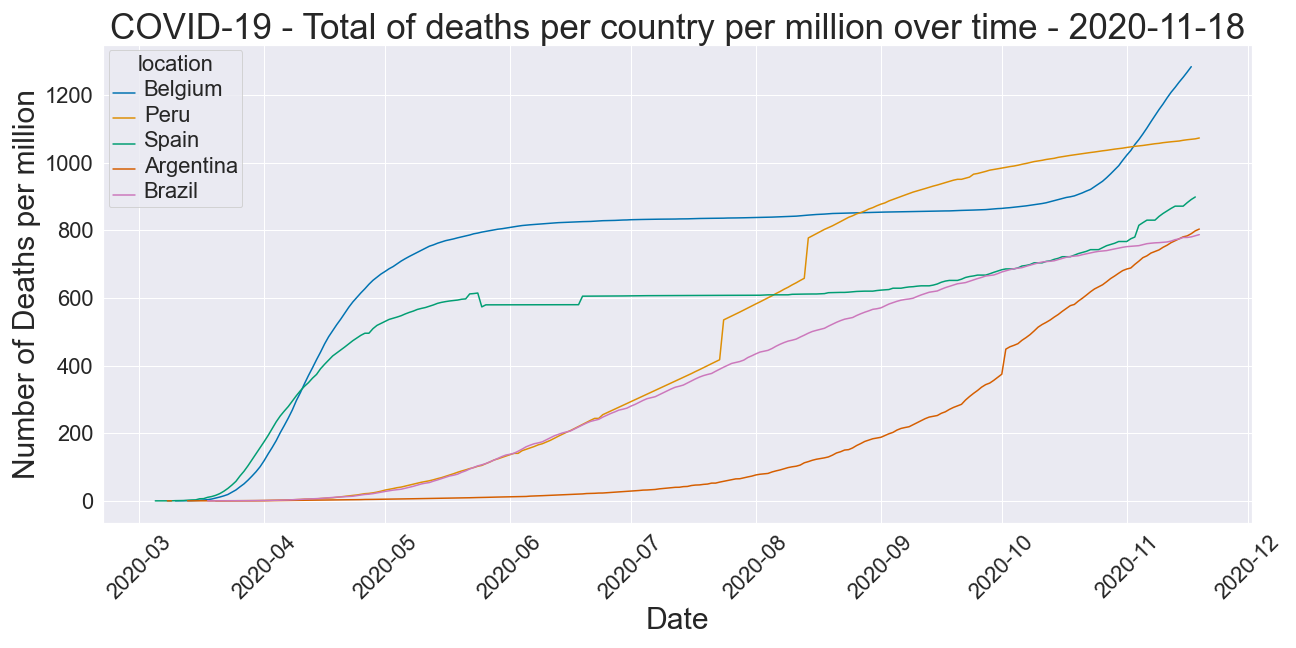 COVID-19 - Total of deaths per country per million over time - 2020-11-18
location
Belgium
Peru
Spain
Argentina
Brazil
Number of Deaths per million
1200
1000
800
600
400
200
0
2020-03
2020-04
2020-05
2020-06
2020-07
2020-08
2020-09
2020-10
2020-11
2020-12
Date